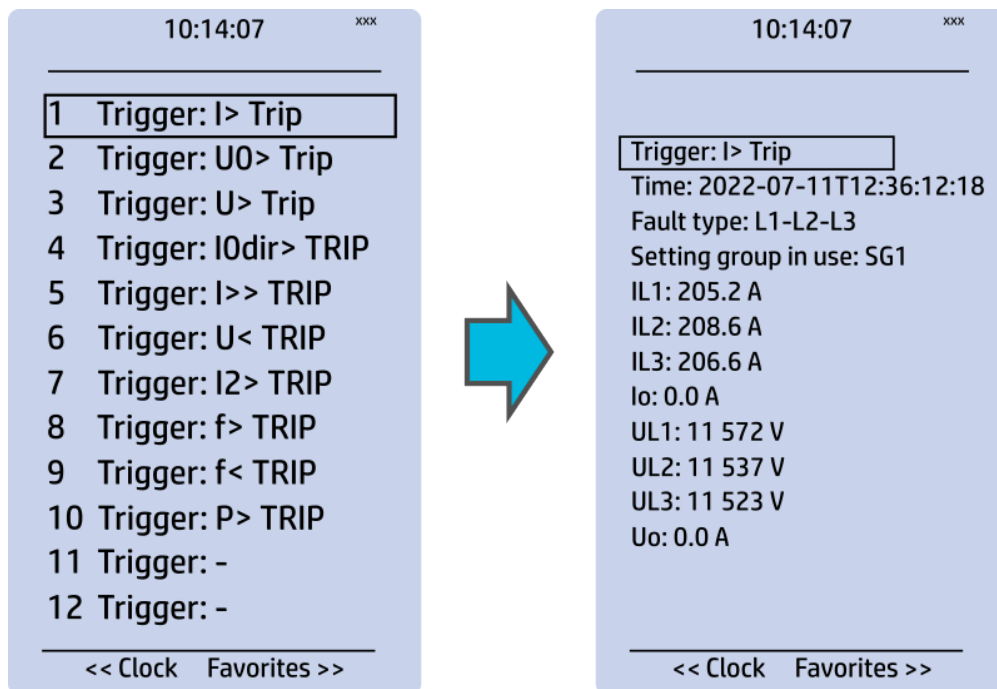 10:14:07 xxx
1 Trigger: I> Trip
2 Trigger: U0> Trip
3 Trigger: U> Trip
4 Trigger: I0dir> TRIP
5 Trigger: I>> TRIP
6 Trigger: U< TRIP
7 Trigger: I2> TRIP
8 Trigger: f> TRIP
9 Trigger: f< TRIP
10 Trigger: P> TRIP
11 Trigger: -
12 Trigger: -
<< Clock Favorites >>
10:14:07 xxx
Trigger: I> Trip
Time: 2022-07-11T12:36:12:18
Fault type: L1-L2-L3
Setting group in use: SG1
IL1: 205.2 A
IL2: 208.6 A
IL3: 206.6 A
Io: 0.0 A
UL1: 11 572 V
UL2: 11 537 V
UL3: 11 523 V
Uo: 0.0 A
<< Clock Favorites >>